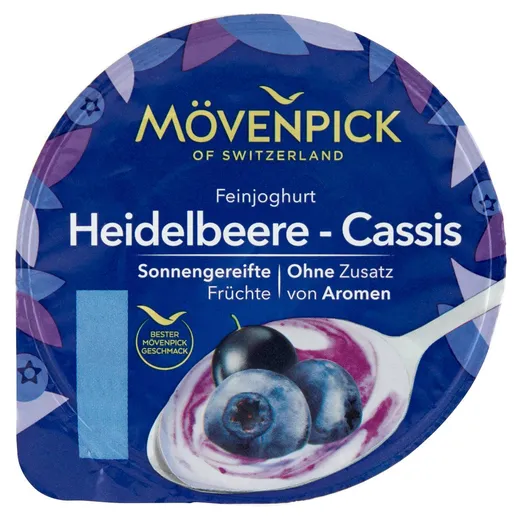 MÖVENPICK
OF SWITZERLAND
Feinjoghurt
Heidelbeere - Cassis
Sonnengereifte | Ohne Zusatz
Früchte | von Aromen
BESTER
MÖVENPICK
GESCHMACK